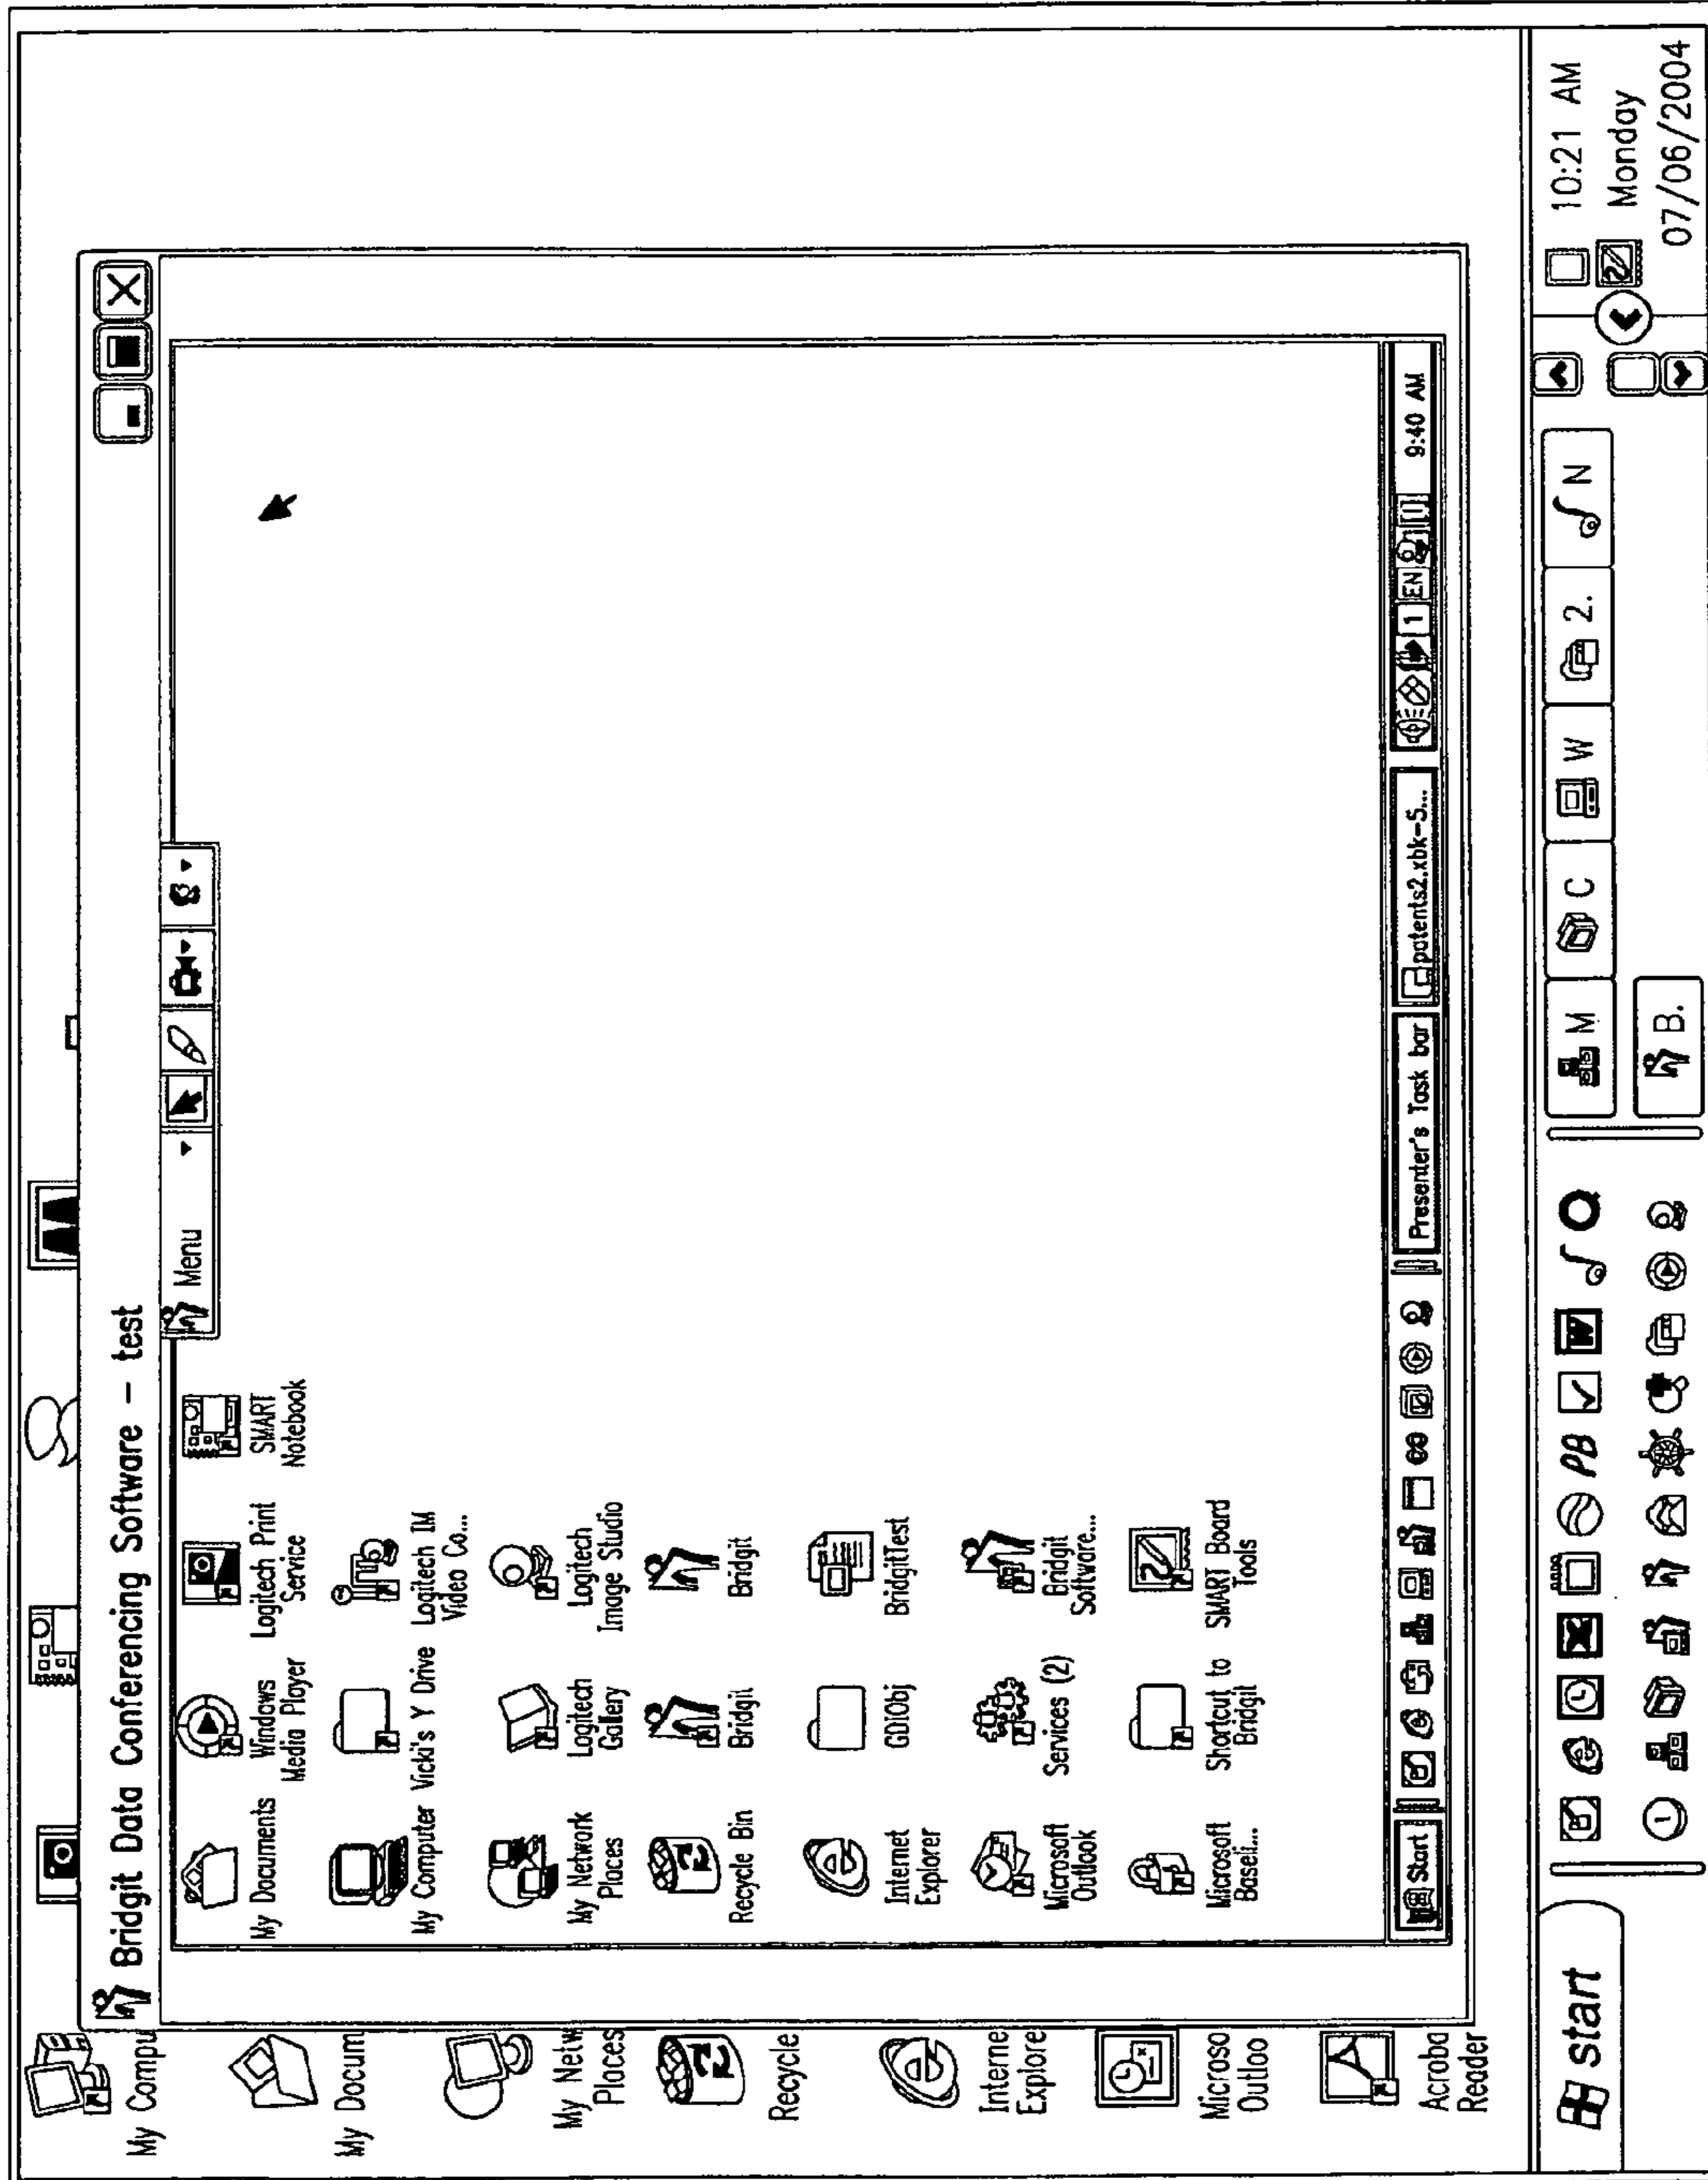 My Compu
My Docum
My Netw
Places
Recycle
Interne
Explore
Microso
Outloo
Acroba
Reader
Bridgit Data Conferencing Software – test
Menu
My Documents
Windows
Media Player
Logitech Print
Service
SMART
Notebook
My Computer
Vicki's Y Drive
Logitech IM
Video Co...
My Network
Places
Logitech
Gallery
Logitech
Image Studio
Recycle Bin
Bridgit
Bridgit
Internet
Explorer
GDIObj
BridgitTest
Microsoft
Outlook
Services (2)
Bridgit
Software...
Microsoft
Baseli...
Shortcut to
Bridgit
SMART Board
Tools
Start
Presenter's Task bar
patents2.xbk-S...
1
EN
9:40 AM
start
PB
W
Q
M
C
W
2.
N
B.
10:21 AM
Monday
07/06/2004